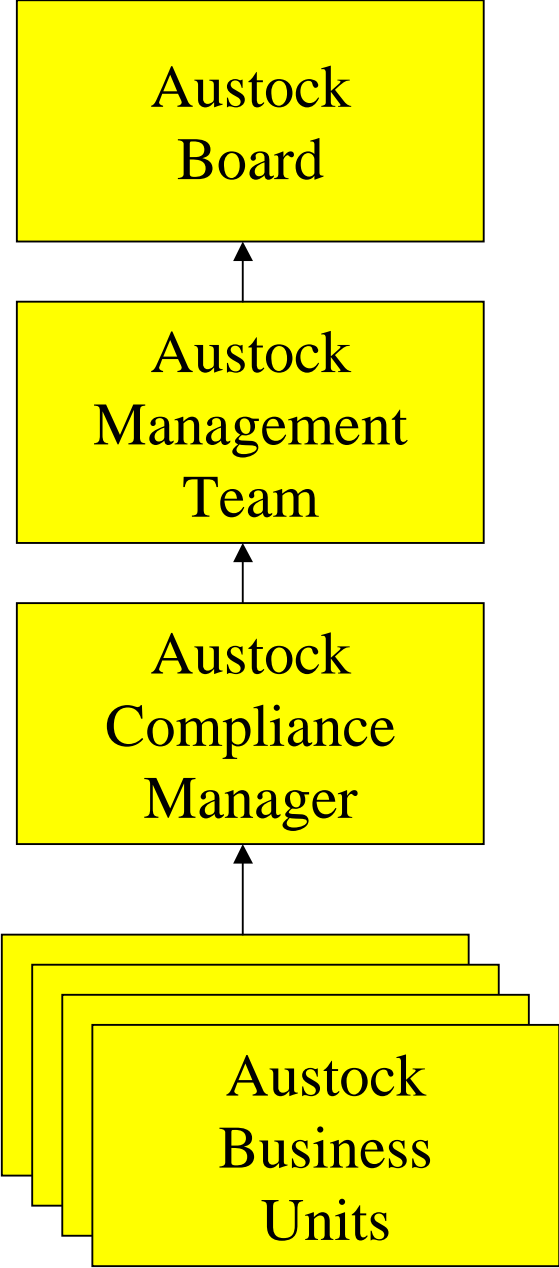 Austock
Board
Austock
Management
Team
Austock
Compliance
Manager
Austock
Business
Units